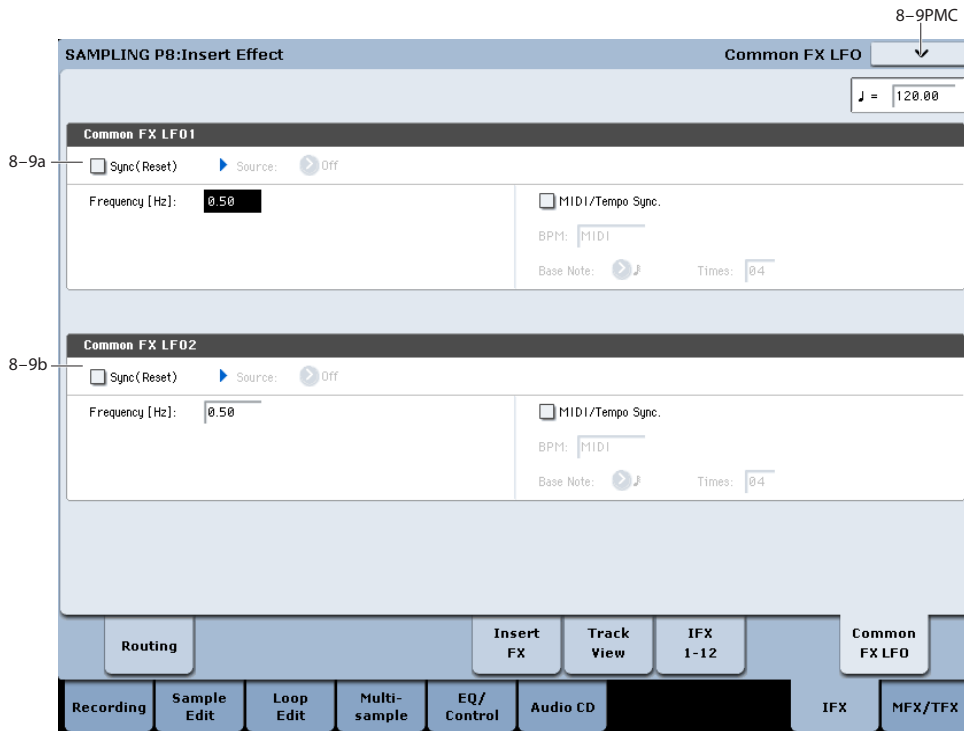 8–9PMC
SAMPLING P8:Insert Effect
Common FX LFO
♩ = 120.00
Common FX LFO1
8–9a
Sync(Reset)
Source:
Off
Frequency [Hz]:
0.50
MIDI/Tempo Sync.
BPM: MIDI
Base Note: ♪
Times: 04
Common FX LFO2
8–9b
Sync(Reset)
Source:
Off
Frequency [Hz]:
0.50
MIDI/Tempo Sync.
BPM: MIDI
Base Note: ♪
Times: 04
Routing
Insert
FX
Track
View
IFX
1-12
Common
FX LFO
Recording
Sample
Edit
Loop
Edit
Multi-
sample
EQ/
Control
Audio CD
IFX
MFX/TFX